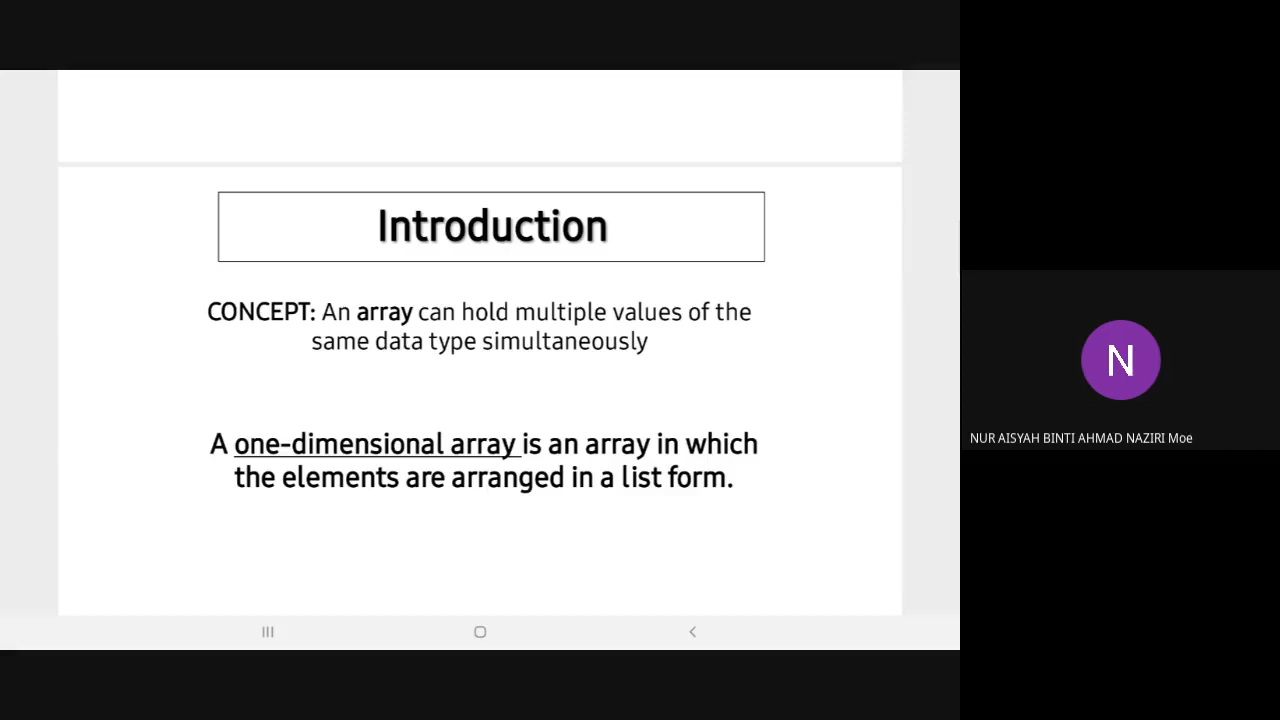 Introduction
CONCEPT: An array can hold multiple values of the
same data type simultaneously
A one-dimensional array is an array in which
the elements are arranged in a list form.
N
NUR AISYAH BINTI AHMAD NAZIRI Moe